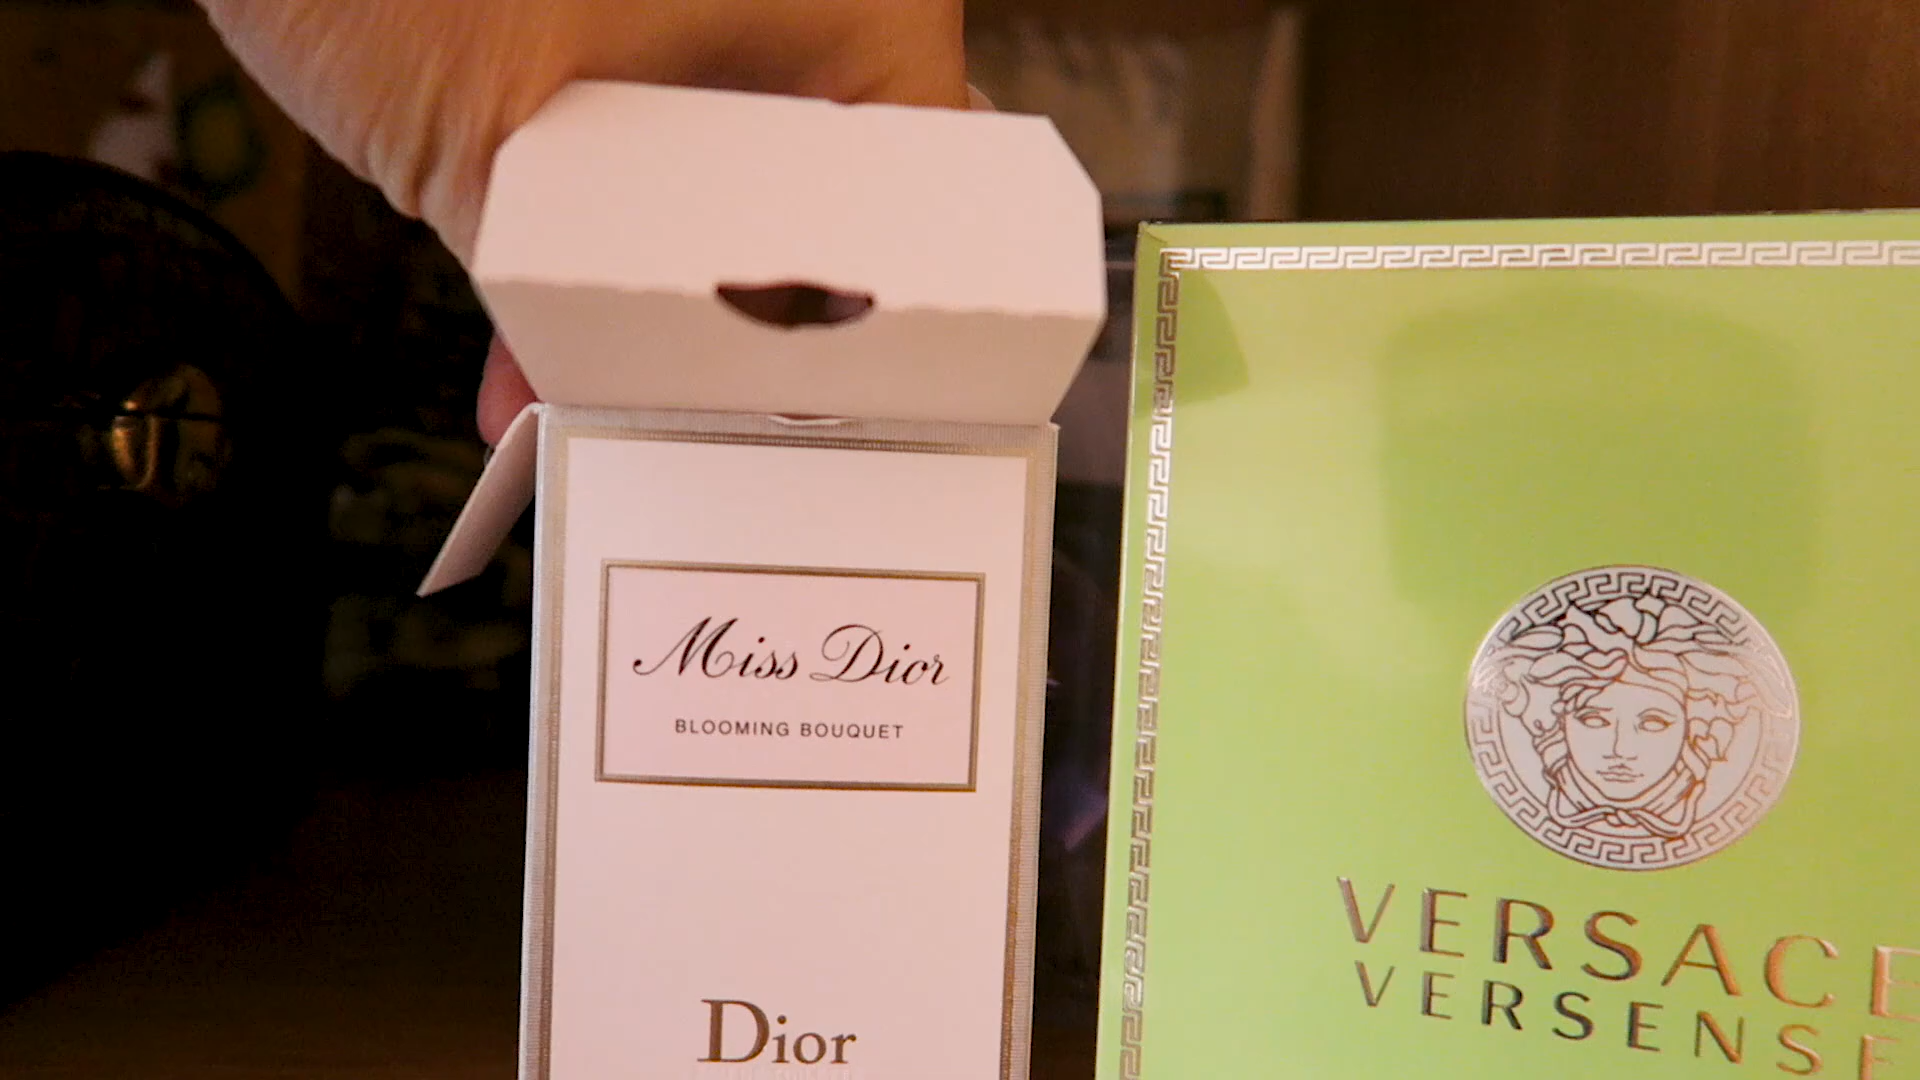 Miss Dior
BLOOMING BOUQUET
Dior
VERSACE
VERSENSE